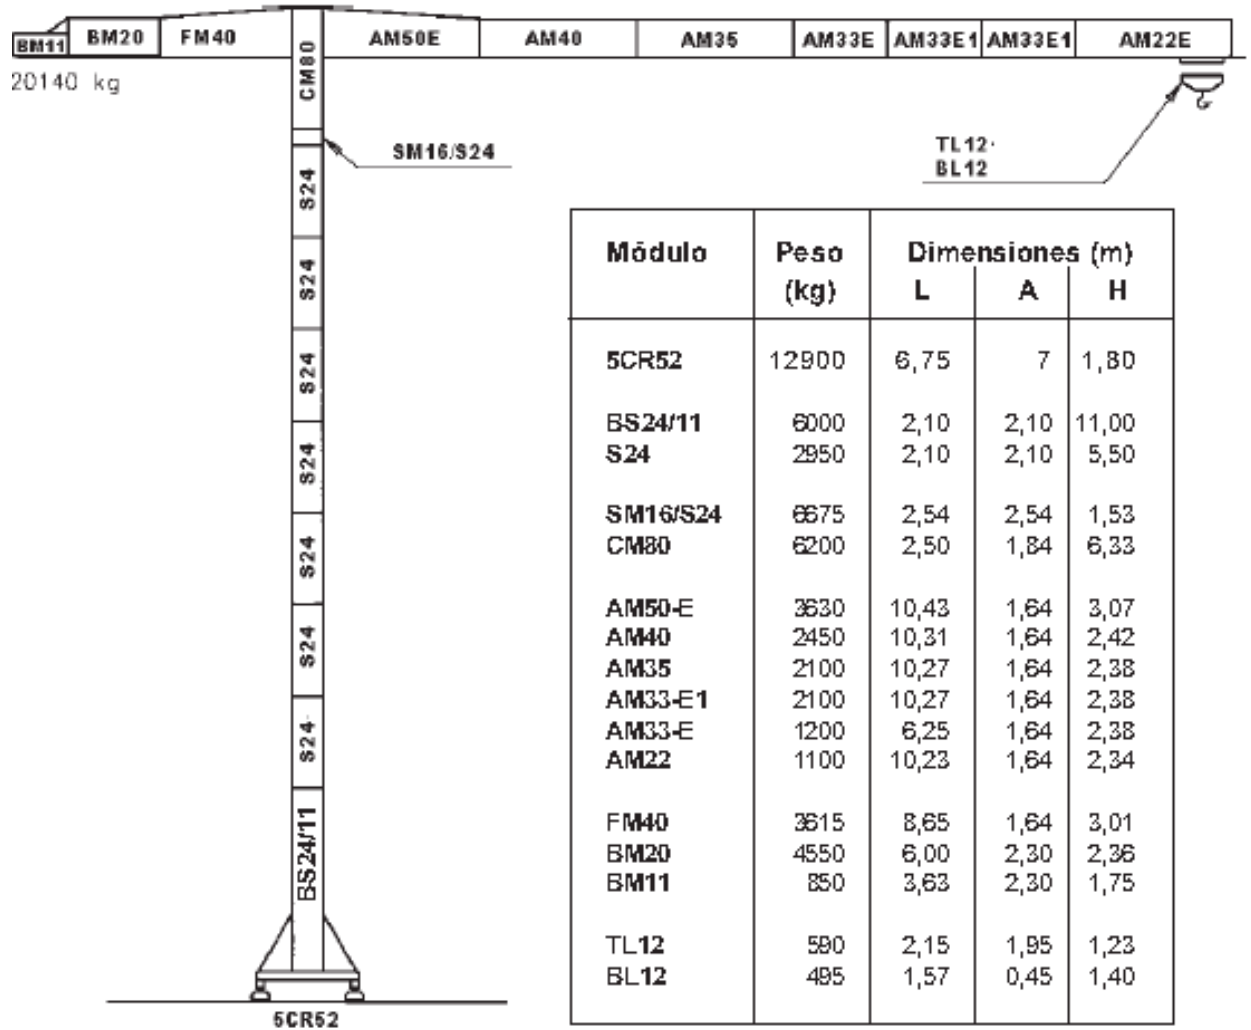 BM11 BM20 FM40 AM50E AM40 AM35 AM33E AM33E1 AM33E1 AM22E
20140 kg
CM80
SM16/S24
TL12
BL12
S24
S24
S24
S24
S24
S24
S24
BS24/11
5CR52
Módulo Peso Dimensiones (m)
(kg) L A H
5CR52 12900 6,75 7 1,80
BS24/11 6000 2,10 2,10 11,00
S24 2950 2,10 2,10 5,50
SM16/S24 6675 2,54 2,54 1,53
CM80 6200 2,50 1,84 6,33
AM50-E 3630 10,43 1,64 3,07
AM40 2450 10,31 1,64 2,42
AM35 2100 10,27 1,64 2,38
AM33-E1 2100 10,27 1,64 2,38
AM33-E 1200 6,25 1,64 2,38
AM22 1100 10,23 1,64 2,34
FM40 3615 8,65 1,64 3,01
BM20 4550 6,00 2,30 2,36
BM11 850 3,63 2,30 1,75
TL12 590 2,15 1,95 1,23
BL12 495 1,57 0,45 1,40